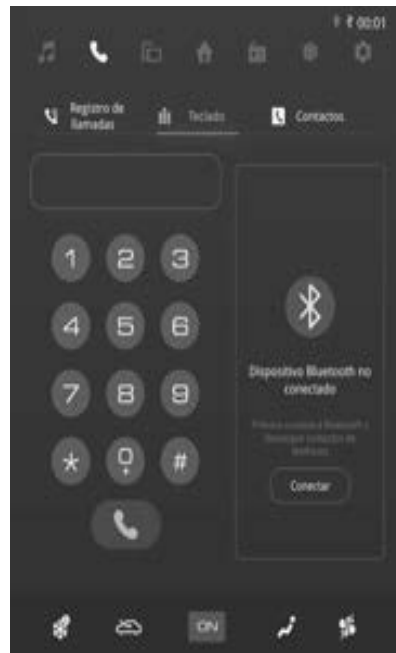 00:01
Registro de
llamadas
Teclado
Contactos
1 2 3
4 5 6
7 8 9
* 0 #
+
Dispositivo Bluetooth no
conectado
Conectar
ON